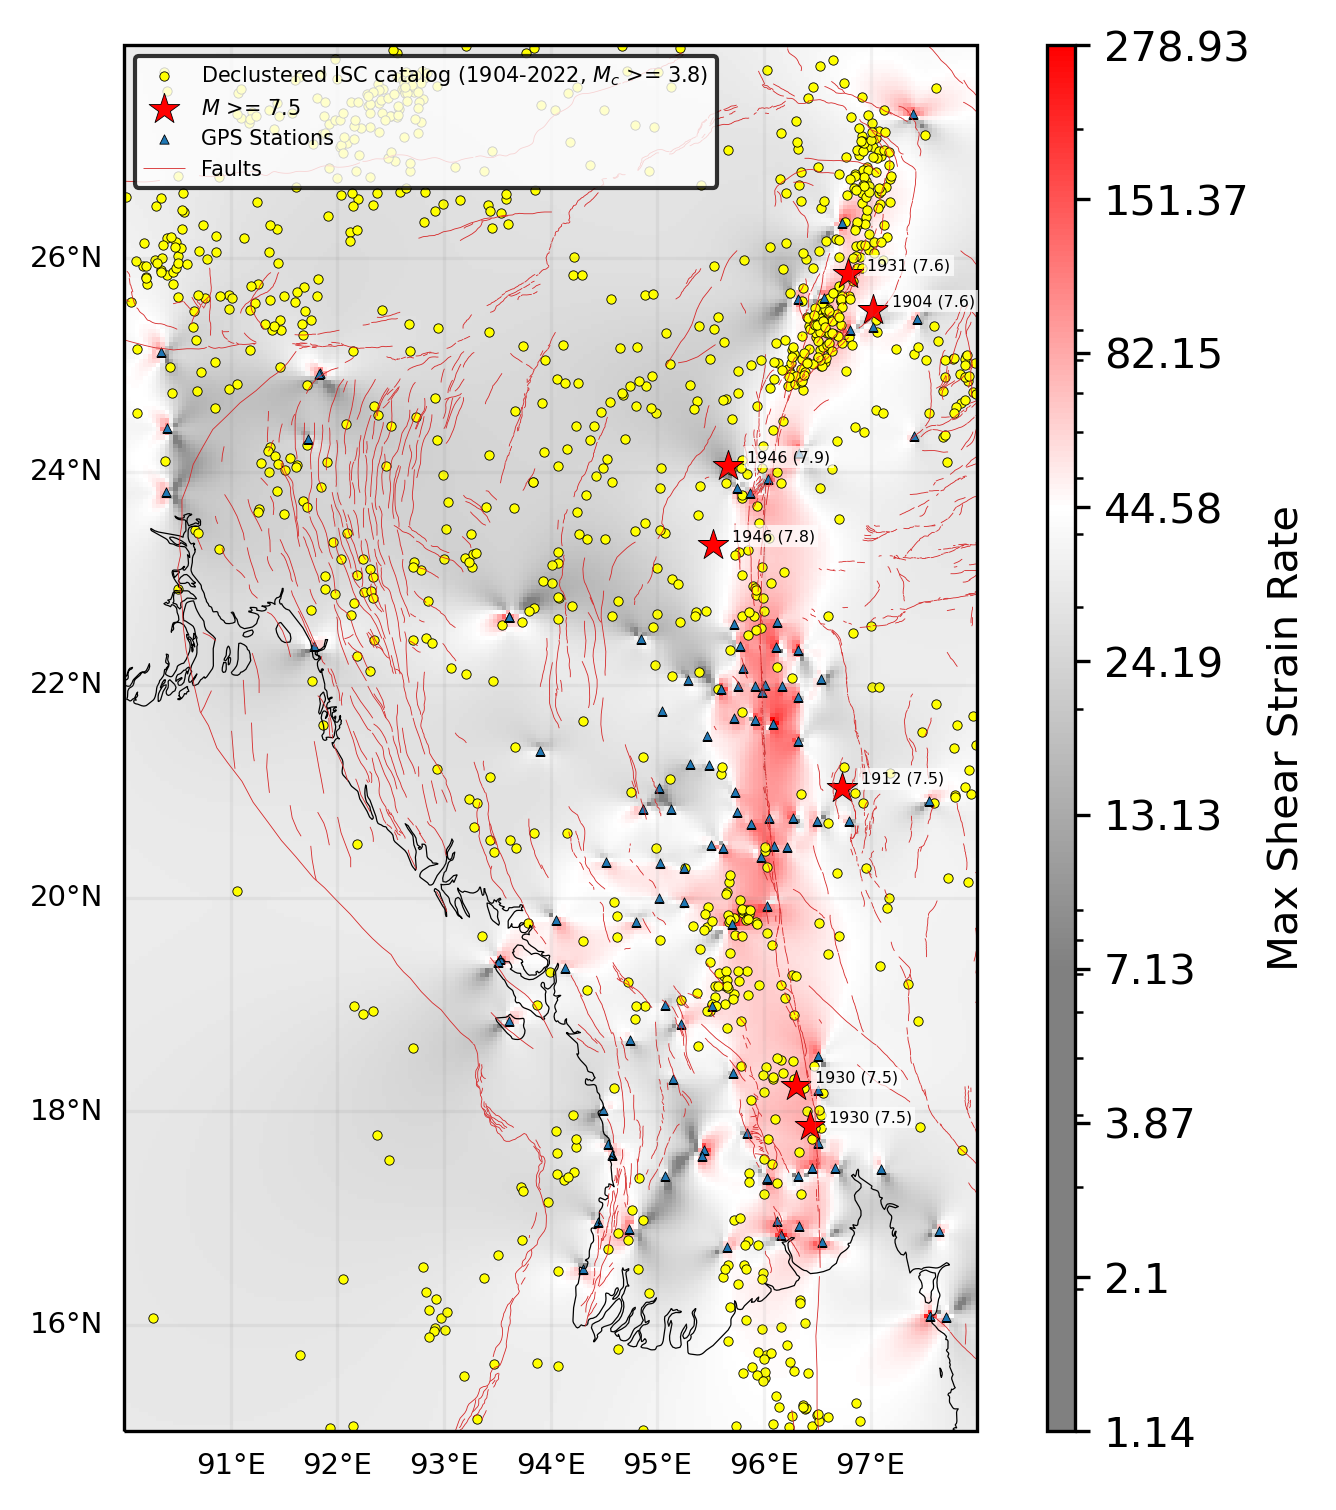 Declustered ISC catalog (1904-2022, Mc >= 3.8)
M >= 7.5
GPS Stations
Faults
26°N
24°N
22°N
20°N
18°N
16°N
91°E
92°E
93°E
94°E
95°E
96°E
97°E
1931 (7.6)
1904 (7.6)
1946 (7.9)
1946 (7.8)
1912 (7.5)
1930 (7.5)
1930 (7.5)
278.93
151.37
82.15
44.58
24.19
13.13
7.13
3.87
2.1
1.14
Max Shear Strain Rate